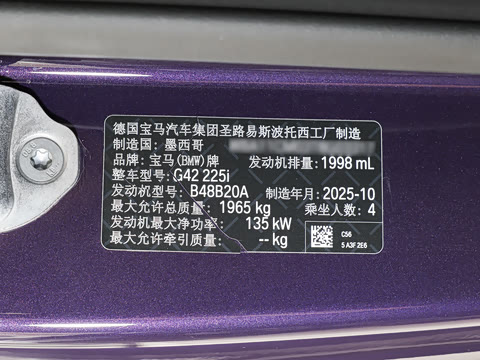 德国宝马汽车集团圣路易斯波托西工厂制造
制造国：墨西哥
品牌：宝马(BMW)牌 发动机排量：1998 mL
整车型号：G42 225i
发动机型号：B48B20A 制造年月：2025-10
最大允许总质量：1965 kg 乘坐人数：4
发动机最大净功率：135 kW
最大允许牵引质量：-- kg
C56
5A3F2E6